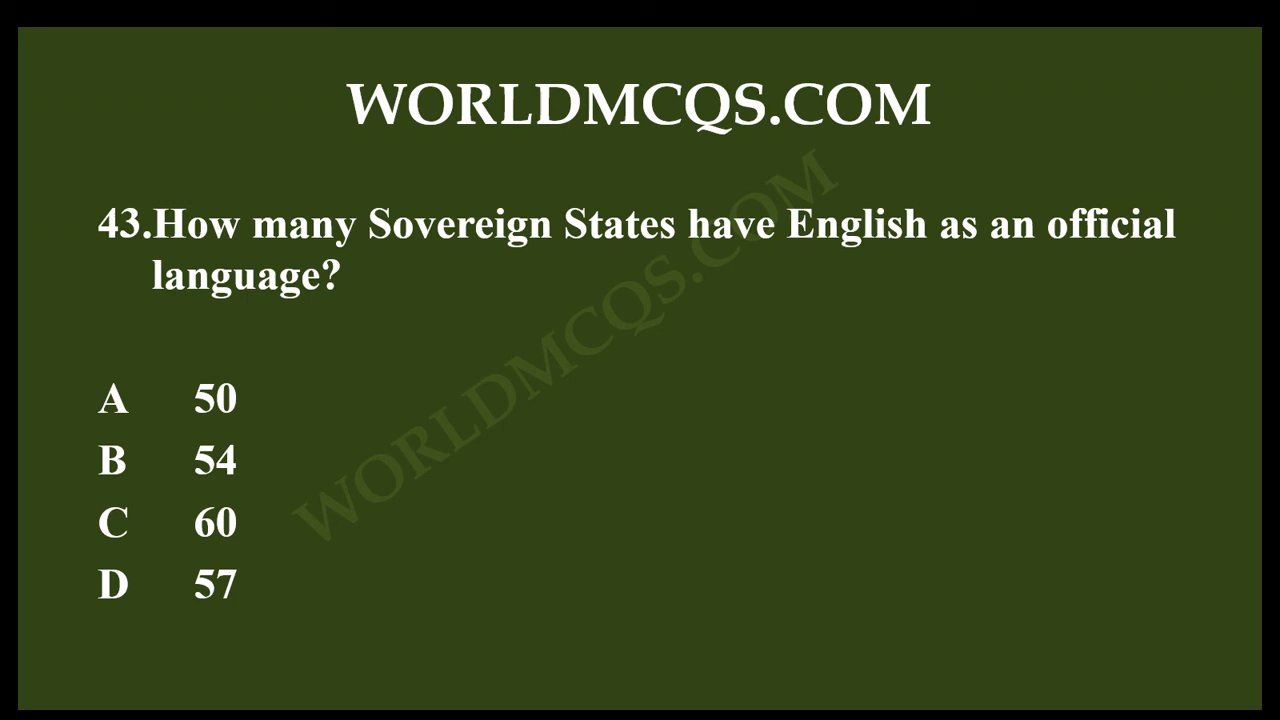 WORLDMCQS.COM
43.How many Sovereign States have English as an official
language?
WORLDMCQS.COM
A 50
B 54
C 60
D 57